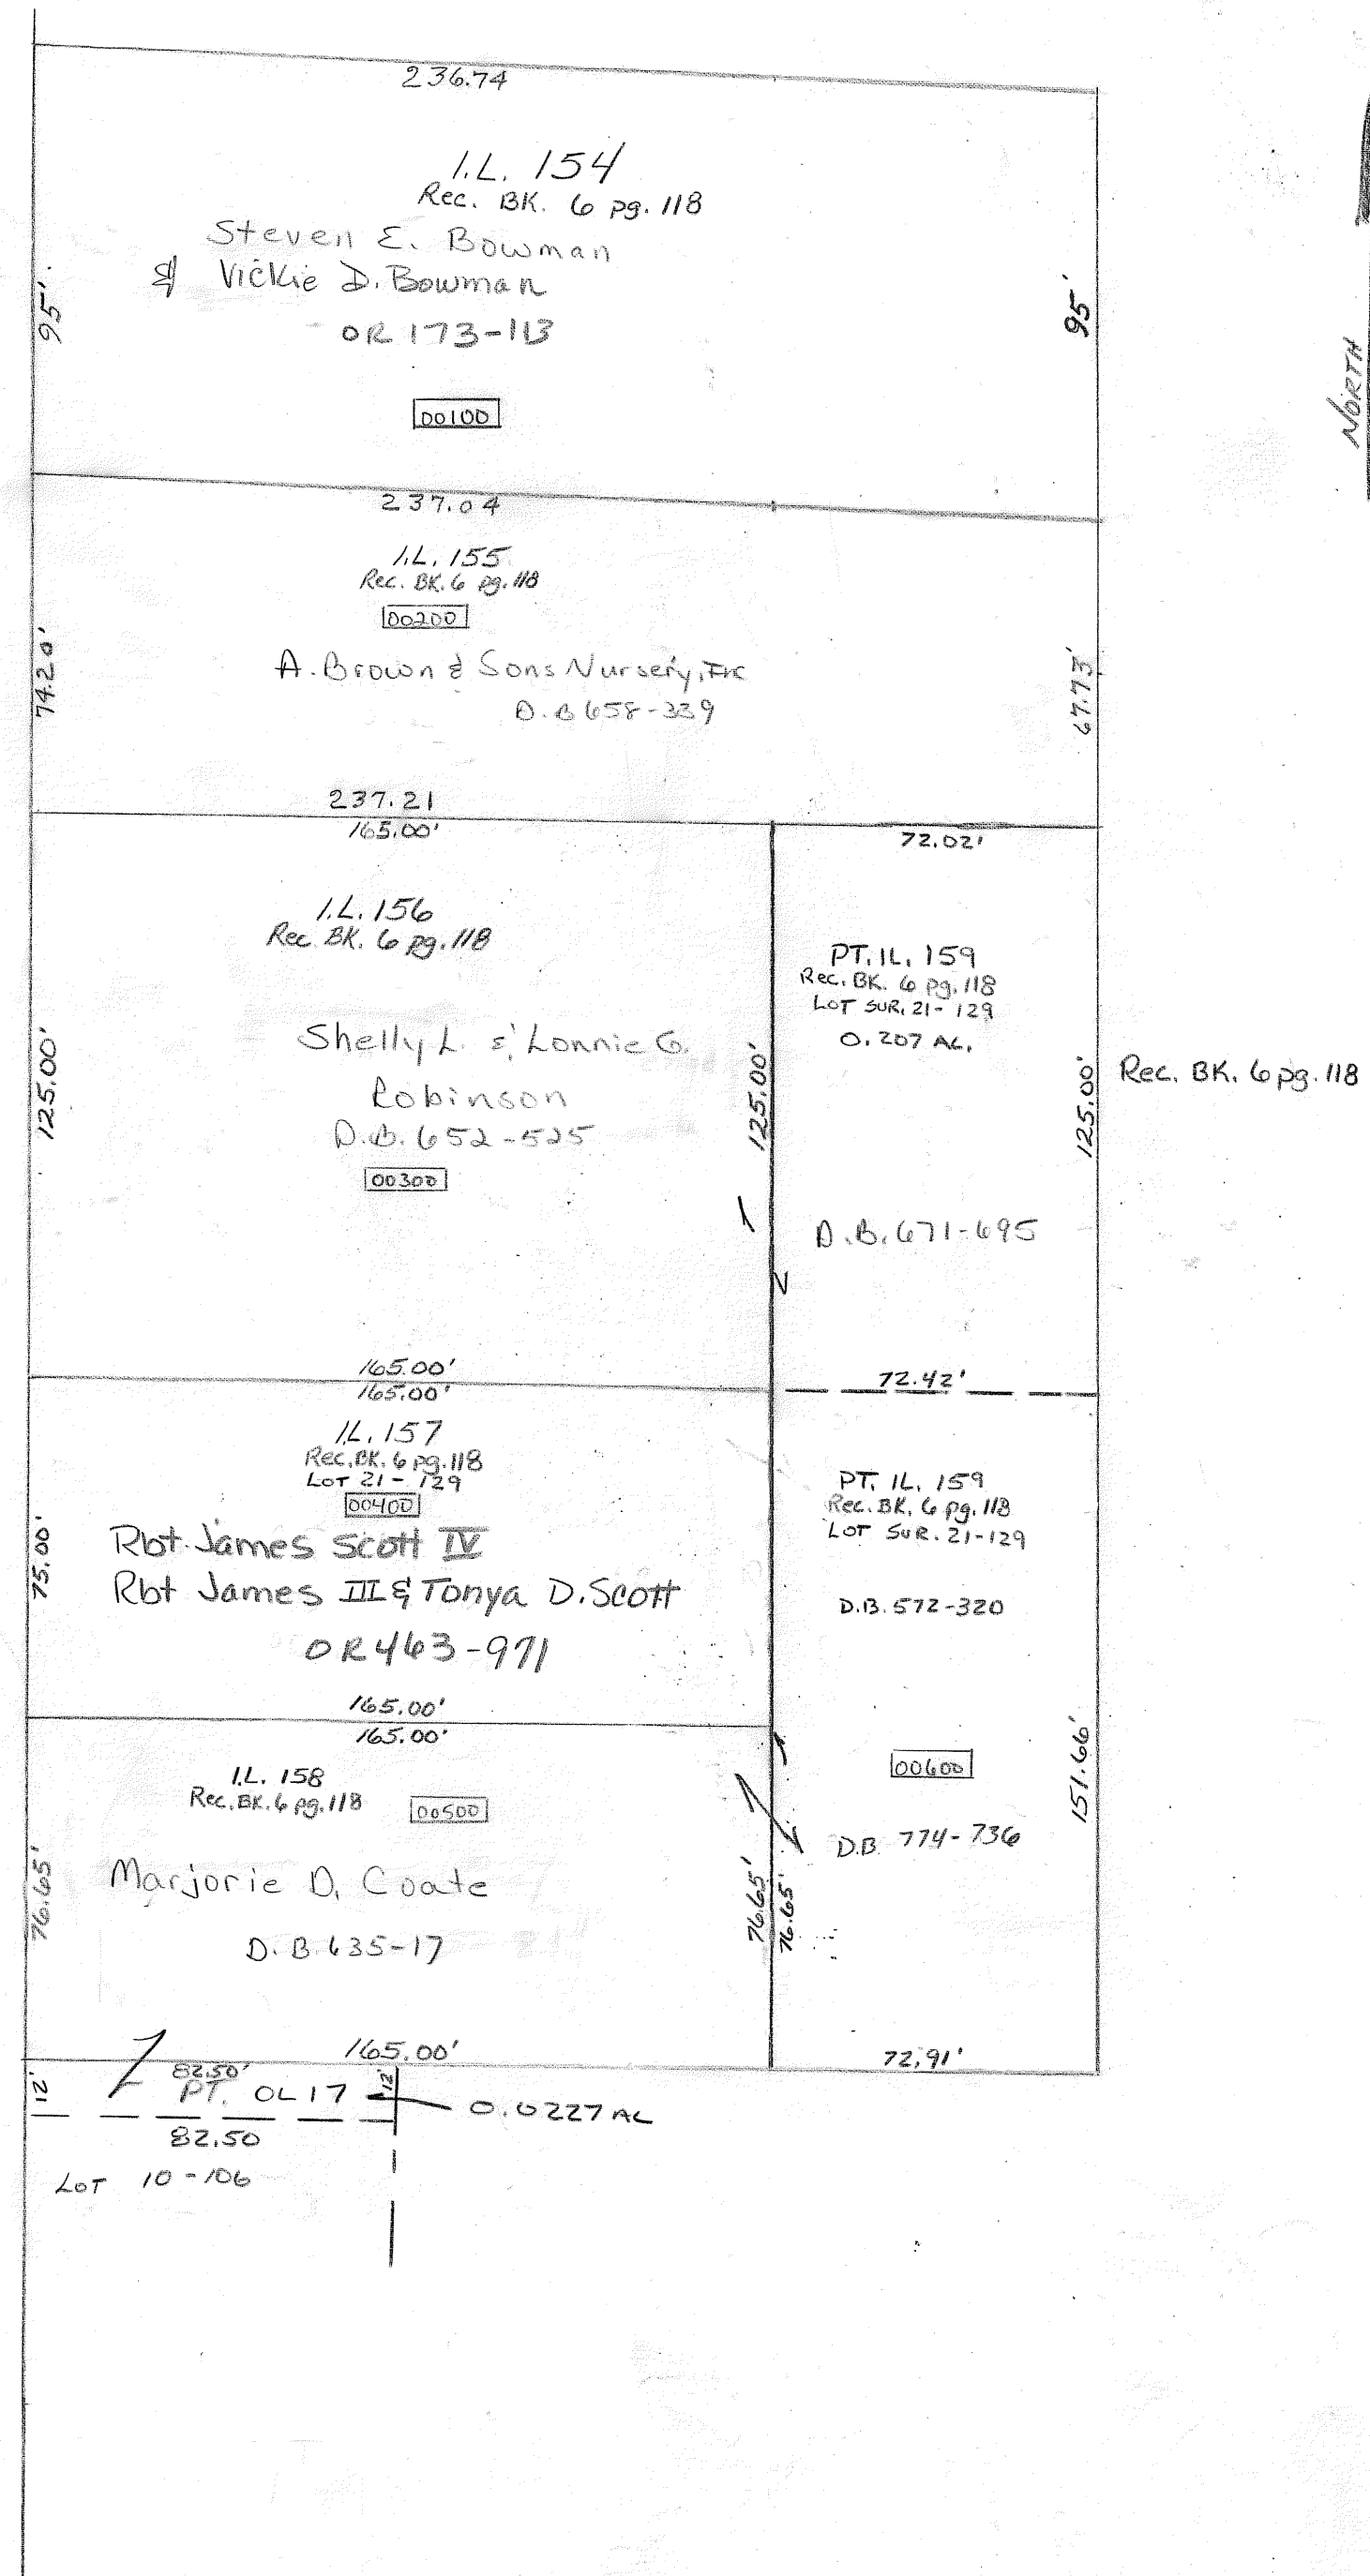 236.74
I.L. 154
Rec. BK. 6 pg. 118
Steven E. Bowman
& Vickie D. Bowman
OR 173-113
95'
95'
NORTH
00100
237.04
I.L. 155
Rec. BK. 6 pg. 118
00200
A. Brown & Sons Nursery, Inc
D.B 658-339
74.20'
67.73'
237.21
165.00'
72.02'
I.L. 156
Rec. BK. 6 pg. 118
Shelly L. & Lonnie G.
Robinson
D.B. 652-525
00300
125.00'
125.00'
PT. IL. 159
Rec. BK. 6 pg. 118
LOT SUR. 21-129
0.207 AC.
D.B. 671-695
125.00'
Rec. BK. 6 pg. 118
165.00'
165.00'
72.42'
IL. 157
Rec. BK. 6 pg. 118
LOT 21-129
00400
Rbt. James Scott IV
Rbt James III & Tonya D. Scott
OR 463-971
75.00'
165.00'
165.00'
PT. IL. 159
Rec. BK. 6 pg. 118
LOT SUR. 21-129
D.B. 572-320
00600
D.B. 774-736
151.66'
I.L. 158
Rec. BK. 6 pg. 118
00500
Marjorie D. Coate
D.B. 635-17
76.65'
76.65'
76.65'
165.00'
72.91'
12'
82.50'
PT. OL 17
12'
0.0227 AC
82.50
LOT 10-106